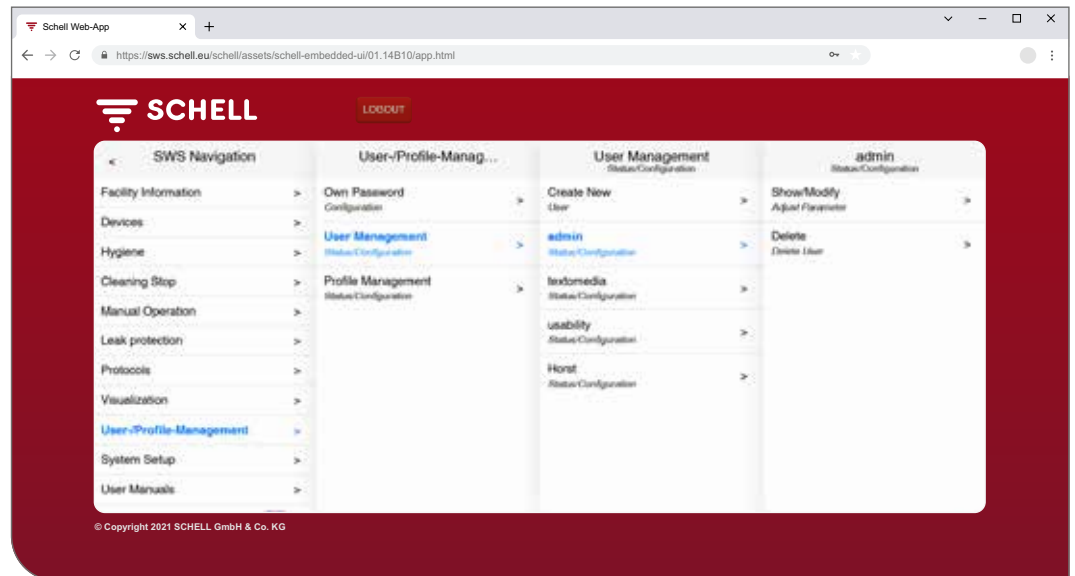 Schell Web-App
https://sws.schell.eu/schell/assets/schell-embedded-ui/01.14B10/app.html
SCHELL
LOGOUT
SWS Navigation
Facility Information
Devices
Hygiene
Cleaning Stop
Manual Operation
Leak protection
Protocols
Visualization
User-/Profile-Management
System Setup
User Manuals
User-/Profile-Manag...
Own Password
Configuration
User Management
Status/Configuration
Profile Management
Status/Configuration
User Management
Status/Configuration
Create New
User
admin
Status/Configuration
textomedia
Status/Configuration
usability
Status/Configuration
Horst
Status/Configuration
admin
Status/Configuration
Show/Modify
Adjust Parameter
Delete
Delete User
© Copyright 2021 SCHELL GmbH & Co. KG